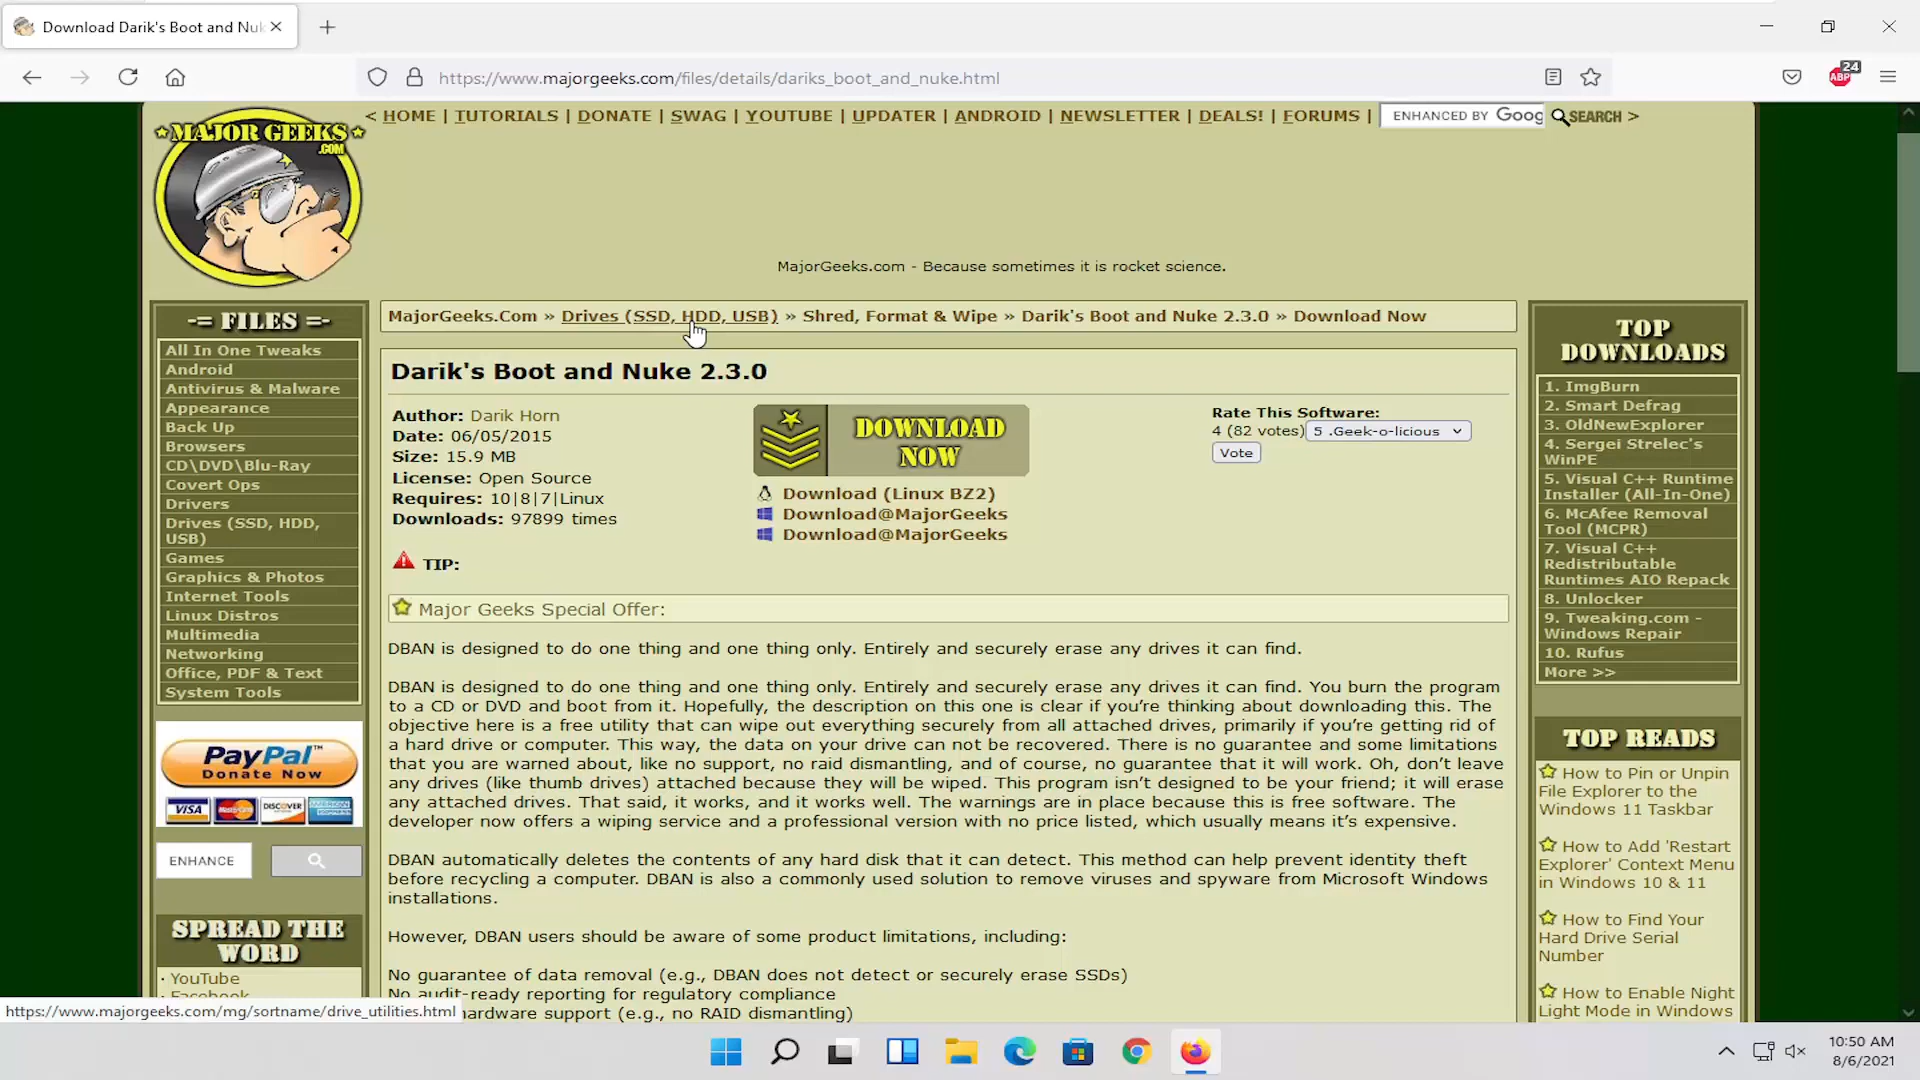 Download Darik's Boot and Nuk
24
ABP
https://www.majorgeeks.com/files/details/dariks_boot_and_nuke.html
MAJOR GEEKS
.COM
< HOME | TUTORIALS | DONATE | SWAG | YOUTUBE | UPDATER | ANDROID | NEWSLETTER | DEALS! | FORUMS | ENHANCED BY Goog SEARCH >
MajorGeeks.com - Because sometimes it is rocket science.
-= FILES =-
All In One Tweaks
Android
Antivirus & Malware
Appearance
Back Up
Browsers
CD\DVD\Blu-Ray
Covert Ops
Drivers
Drives (SSD, HDD,
USB)
Games
Graphics & Photos
Internet Tools
Linux Distros
Multimedia
Networking
Office, PDF & Text
System Tools
PayPal™
Donate Now
VISA MasterCard DISCOVER
ENHANCE
SPREAD THE
WORD
· YouTube
· Facebook
MajorGeeks.Com » Drives (SSD, HDD, USB) » Shred, Format & Wipe » Darik's Boot and Nuke 2.3.0 » Download Now
Darik's Boot and Nuke 2.3.0
Author: Darik Horn
Date: 06/05/2015
Size: 15.9 MB
License: Open Source
Requires: 10|8|7|Linux
Downloads: 97899 times
DOWNLOAD
NOW
Download (Linux BZ2)
Download@MajorGeeks
Download@MajorGeeks
Rate This Software:
4 (82 votes) 5 .Geek-o-licious
Vote
TIP:
Major Geeks Special Offer:
DBAN is designed to do one thing and one thing only. Entirely and securely erase any drives it can find.
DBAN is designed to do one thing and one thing only. Entirely and securely erase any drives it can find. You burn the program
to a CD or DVD and boot from it. Hopefully, the description on this one is clear if you’re thinking about downloading this. The
objective here is a free utility that can wipe out everything securely from all attached drives, primarily if you’re getting rid of
a hard drive or computer. This way, the data on your drive can not be recovered. There is no guarantee and some limitations
that you are warned about, like no support, no raid dismantling, and of course, no guarantee that it will work. Oh, don’t leave
any drives (like thumb drives) attached because they will be wiped. This program isn’t designed to be your friend; it will erase
any attached drives. That said, it works, and it works well. The warnings are in place because this is free software. The
developer now offers a wiping service and a professional version with no price listed, which usually means it’s expensive.
DBAN automatically deletes the contents of any hard disk that it can detect. This method can help prevent identity theft
before recycling a computer. DBAN is also a commonly used solution to remove viruses and spyware from Microsoft Windows
installations.
However, DBAN users should be aware of some product limitations, including:
No guarantee of data removal (e.g., DBAN does not detect or securely erase SSDs)
No audit-ready reporting for regulatory compliance
hardware support (e.g., no RAID dismantling)
TOP
DOWNLOADS
1. ImgBurn
2. Smart Defrag
3. OldNewExplorer
4. Sergei Strelec's
WinPE
5. Visual C++ Runtime
Installer (All-In-One)
6. McAfee Removal
Tool (MCPR)
7. Visual C++
Redistributable
Runtimes AIO Repack
8. Unlocker
9. Tweaking.com -
Windows Repair
10. Rufus
More >>
TOP READS
How to Pin or Unpin
File Explorer to the
Windows 11 Taskbar
How to Add 'Restart
Explorer' Context Menu
in Windows 10 & 11
How to Find Your
Hard Drive Serial
Number
How to Enable Night
Light Mode in Windows
https://www.majorgeeks.com/mg/sortname/drive_utilities.html
10:50 AM
8/6/2021